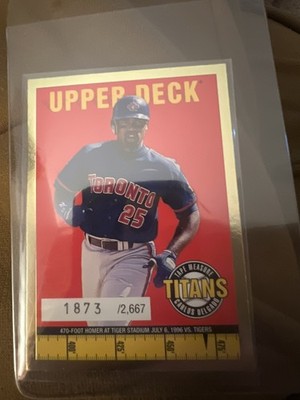 UPPER DECK
TORONTO
25
TAPE MEASURE
TITANS
CARLOS DELGADO
1873 /2,667
470-FOOT HOMER AT TIGER STADIUM JULY 6, 1996 VS. TIGERS